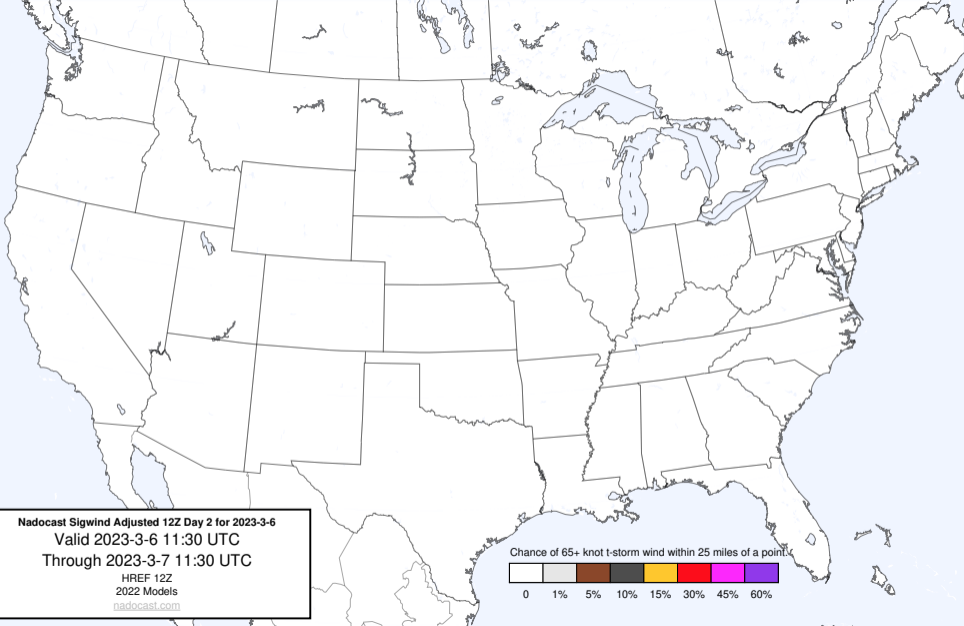 Nadocast Sigwind Adjusted 12Z Day 2 for 2023-3-6
Valid 2023-3-6 11:30 UTC
Through 2023-3-7 11:30 UTC
HREF 12Z
2022 Models
nadocast.com
Chance of 65+ knot t-storm wind within 25 miles of a point.
0 1% 5% 10% 15% 30% 45% 60%